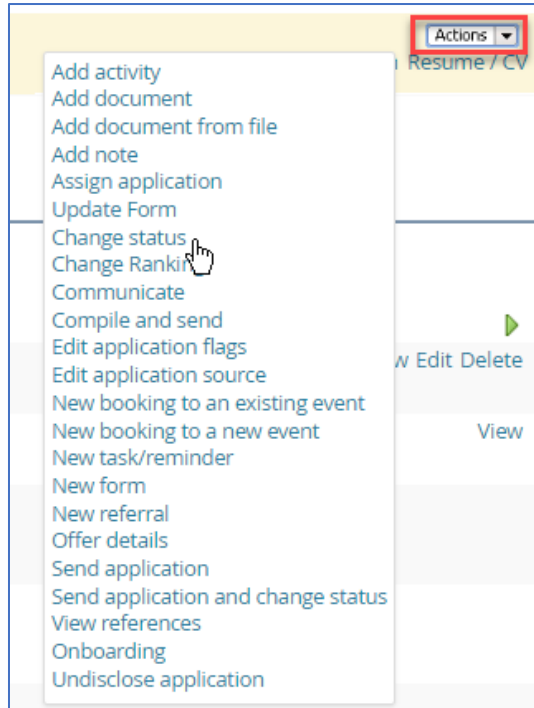 Actions
Resume / CV
Add activity
Add document
Add document from file
Add note
Assign application
Update Form
Change status
Change Rankin
Communicate
Compile and send
Edit application flags
Edit Delete
Edit application source
New booking to an existing event
New booking to a new event
View
New task/reminder
New form
New referral
Offer details
Send application
Send application and change status
View references
Onboarding
Undisclose application